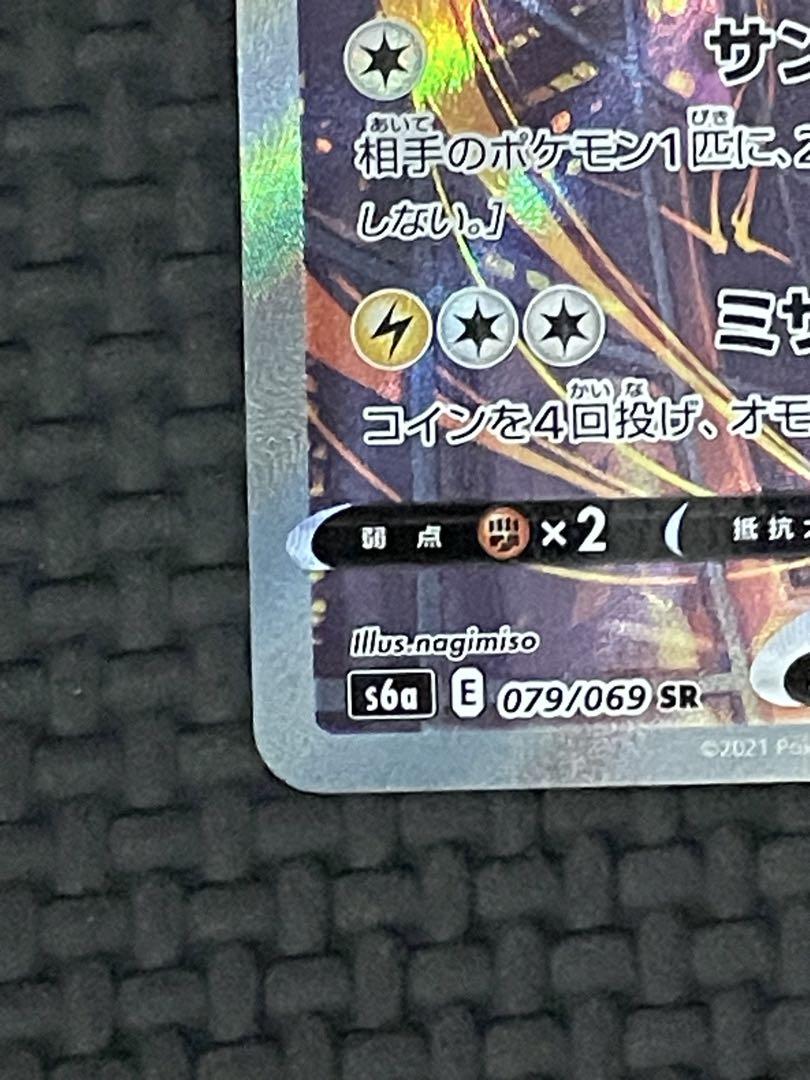 サン
あいて びき
相手のポケモン1匹に、2
しない。]
ミサ
かい な
コインを4回投げ、オモ
弱点 ×2 抵抗
Illus.nagimiso
s6a E 079/069 SR
©2021 Pok